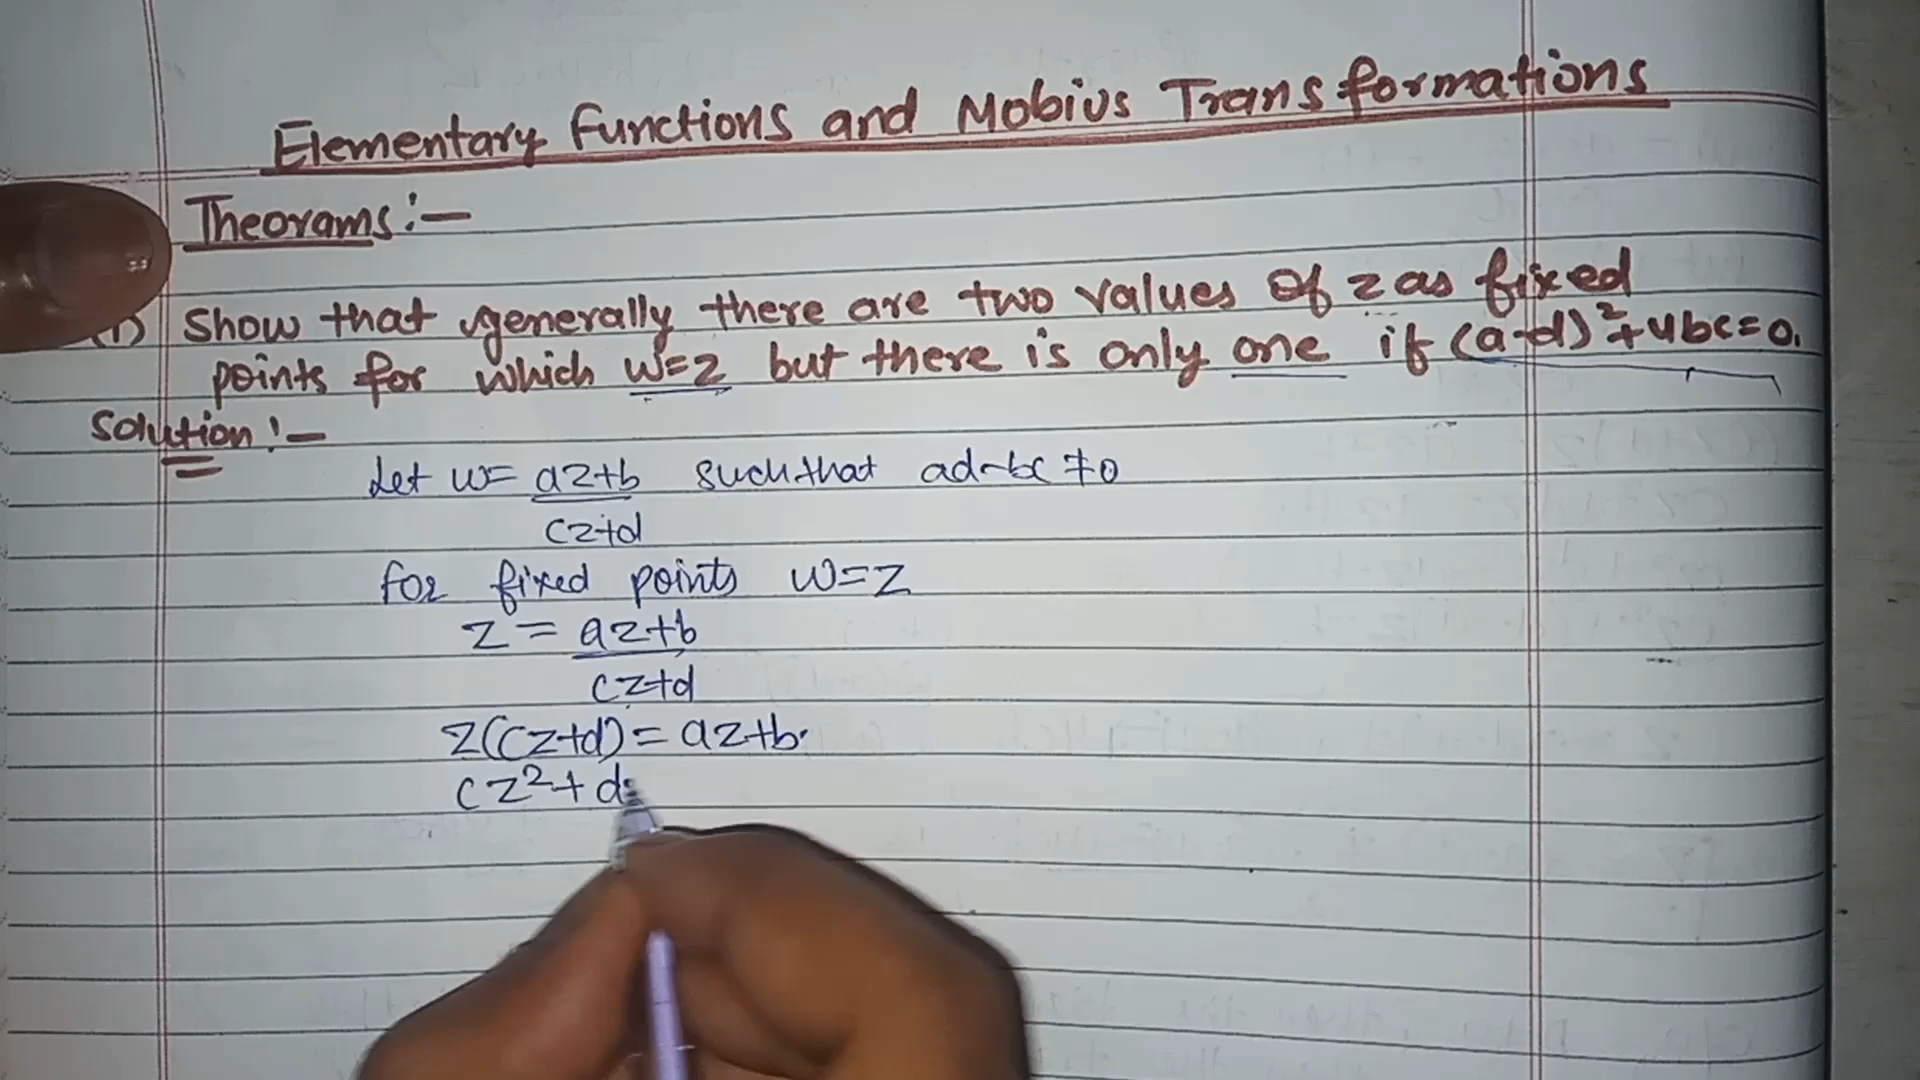 Elementary Functions and Mobius Transformations
Theorams:-
Show that generally there are two values of z as fixed
points for which w=z but there is only one if (a-d)²+4bc=0.
Solution:-
Let w= az+b such that ad-bc≠0
cz+d
for fixed points w=z
z = az+b
cz+d
z(cz+d)=az+b.
cz²+d